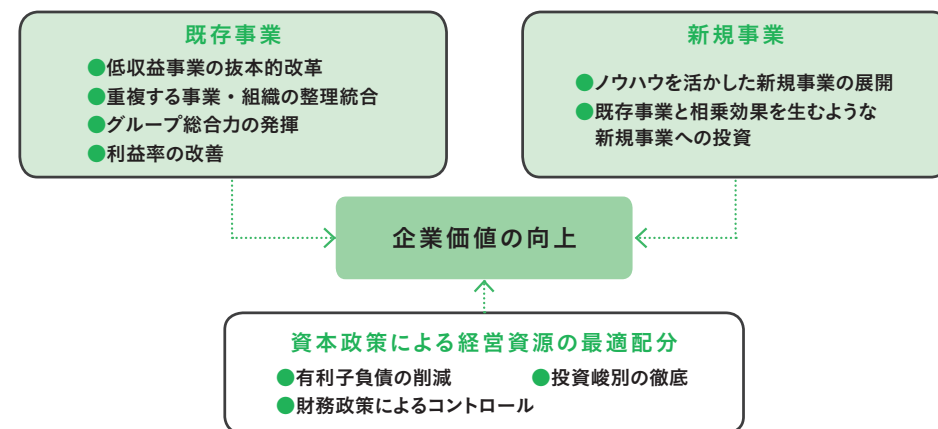 既存事業
●低収益事業の抜本的改革
●重複する事業・組織の整理統合
●グループ総合力の発揮
●利益率の改善
新規事業
●ノウハウを活かした新規事業の展開
●既存事業と相乗効果を生むような
新規事業への投資
企業価値の向上
資本政策による経営資源の最適配分
●有利子負債の削減 ●投資峻別の徹底
●財務政策によるコントロール